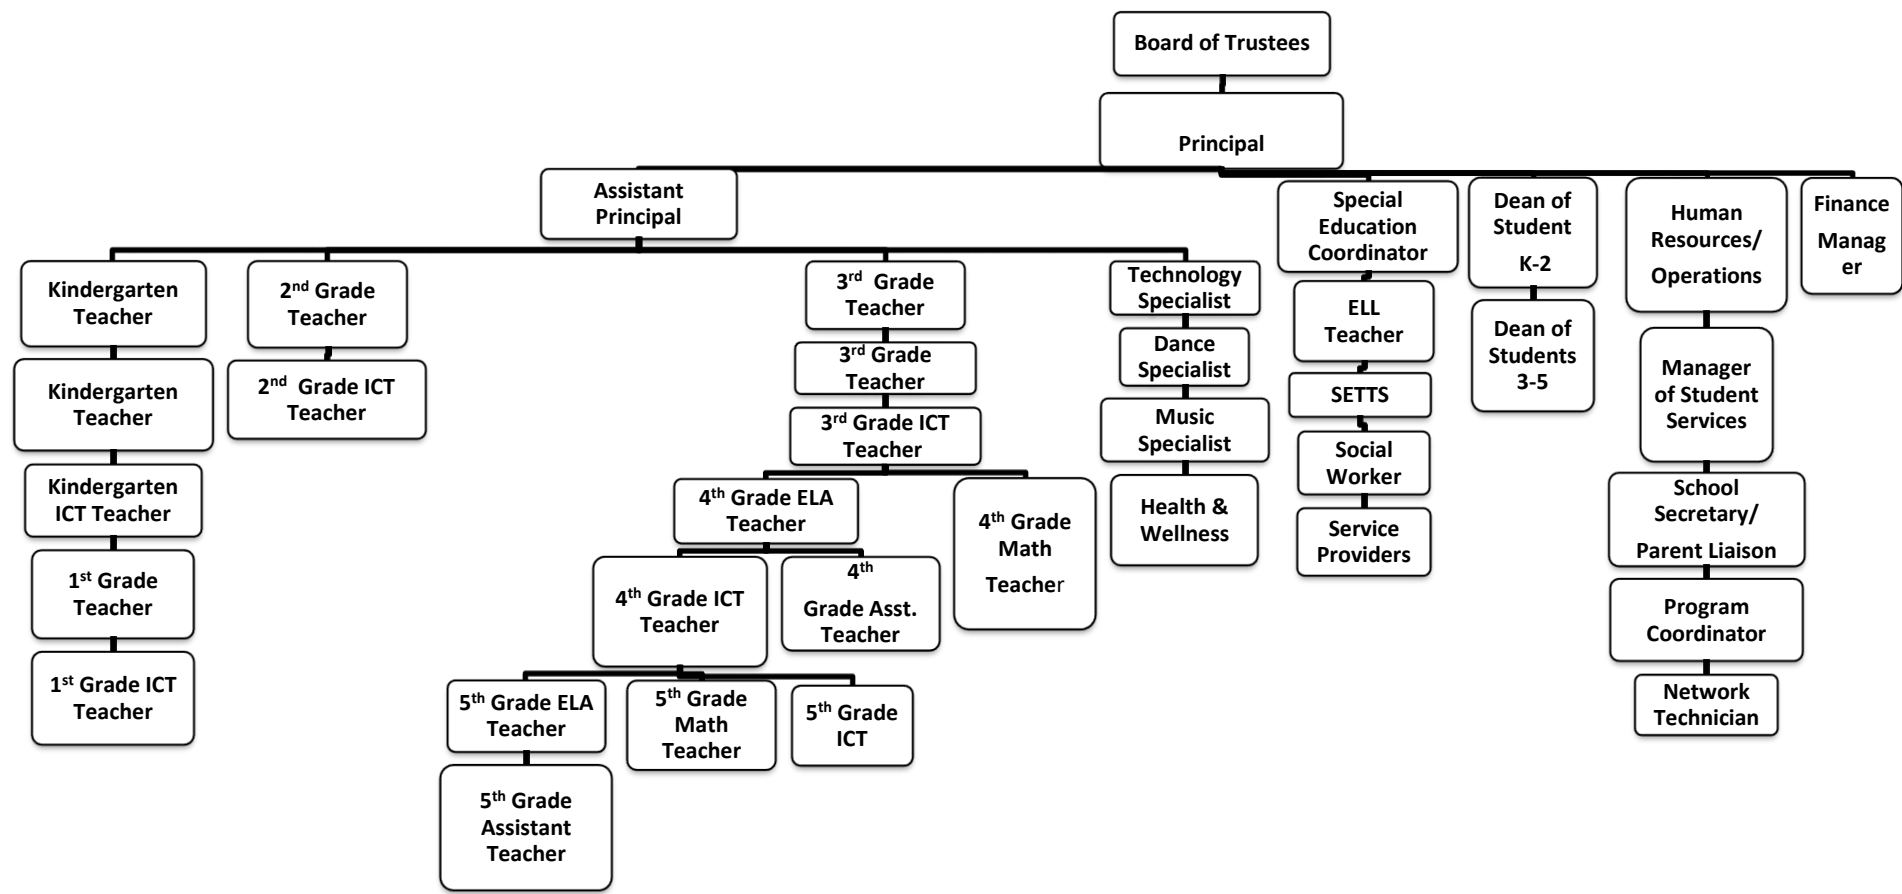 Board of Trustees
Principal
Assistant
Principal
Special
Education
Coordinator
Dean of
Student
K-2
Human
Resources/
Operations
Finance
Manag
er
Kindergarten
Teacher
2nd Grade
Teacher
3rd Grade
Teacher
Technology
Specialist
ELL
Teacher
Dean of
Students
3-5
Manager
of Student
Services
Kindergarten
Teacher
2nd Grade ICT
Teacher
3rd Grade
Teacher
Dance
Specialist
SETTS
3rd Grade ICT
Teacher
Music
Specialist
Social
Worker
Kindergarten
ICT Teacher
4th Grade ELA
Teacher
4th Grade
Math
Teacher
Health &
Wellness
Service
Providers
School
Secretary/
Parent Liaison
1st Grade
Teacher
4th Grade ICT
Teacher
4th
Grade Asst.
Teacher
Program
Coordinator
1st Grade ICT
Teacher
5th Grade ELA
Teacher
5th Grade
Math
Teacher
5th Grade
ICT
Network
Technician
5th Grade
Assistant
Teacher